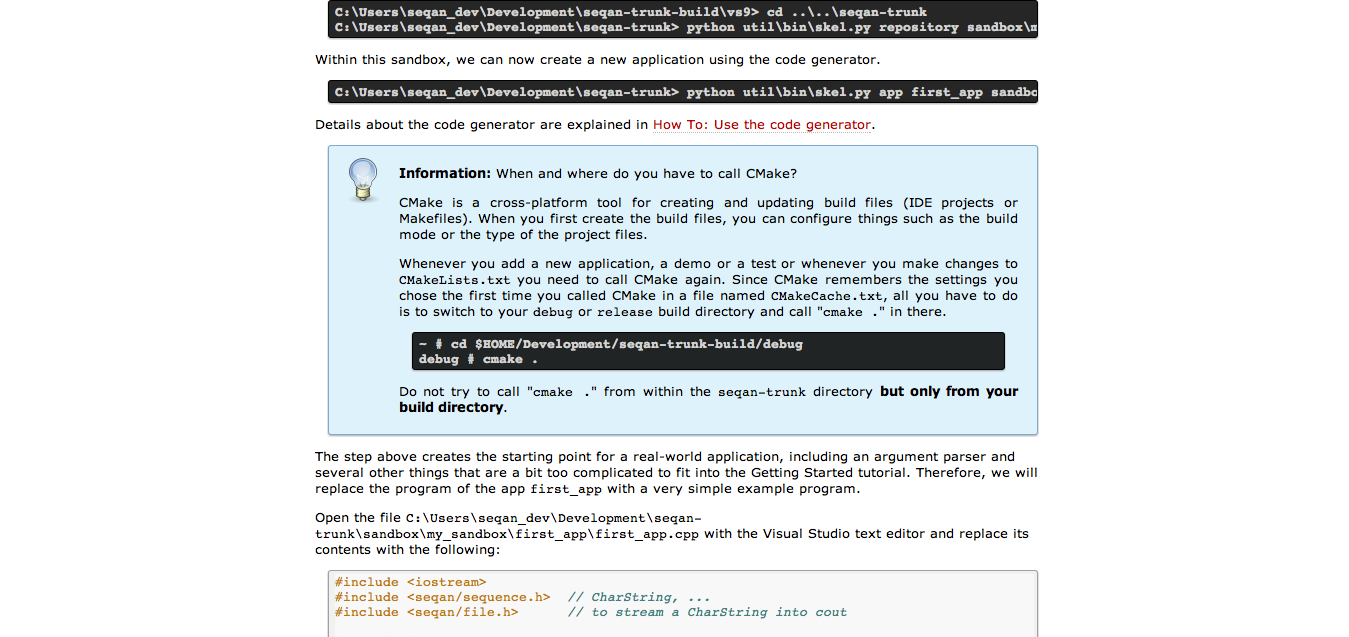 C:\Users\seqan_dev\Development\seqan-trunk-build\vs9> cd ..\..\seqan-trunk
C:\Users\seqan_dev\Development\seqan-trunk> python util\bin\skel.py repository sandbox\m
Within this sandbox, we can now create a new application using the code generator.
C:\Users\seqan_dev\Development\seqan-trunk> python util\bin\skel.py app first_app sandbo
Details about the code generator are explained in How To: Use the code generator.
Information: When and where do you have to call CMake?
CMake is a cross-platform tool for creating and updating build files (IDE projects or
Makefiles). When you first create the build files, you can configure things such as the build
mode or the type of the project files.
Whenever you add a new application, a demo or a test or whenever you make changes to
CMakeLists.txt you need to call CMake again. Since CMake remembers the settings you
chose the first time you called CMake in a file named CMakeCache.txt, all you have to do
is to switch to your debug or release build directory and call "cmake ." in there.
~ # cd $HOME/Development/seqan-trunk-build/debug
debug # cmake .
Do not try to call "cmake ." from within the seqan-trunk directory but only from your
build directory.
The step above creates the starting point for a real-world application, including an argument parser and
several other things that are a bit too complicated to fit into the Getting Started tutorial. Therefore, we will
replace the program of the app first_app with a very simple example program.
Open the file C:\Users\seqan_dev\Development\seqan-
trunk\sandbox\my_sandbox\first_app\first_app.cpp with the Visual Studio text editor and replace its
contents with the following:
#include <iostream>
#include <seqan/sequence.h>  // CharString, ...
#include <seqan/file.h>      // to stream a CharString into cout